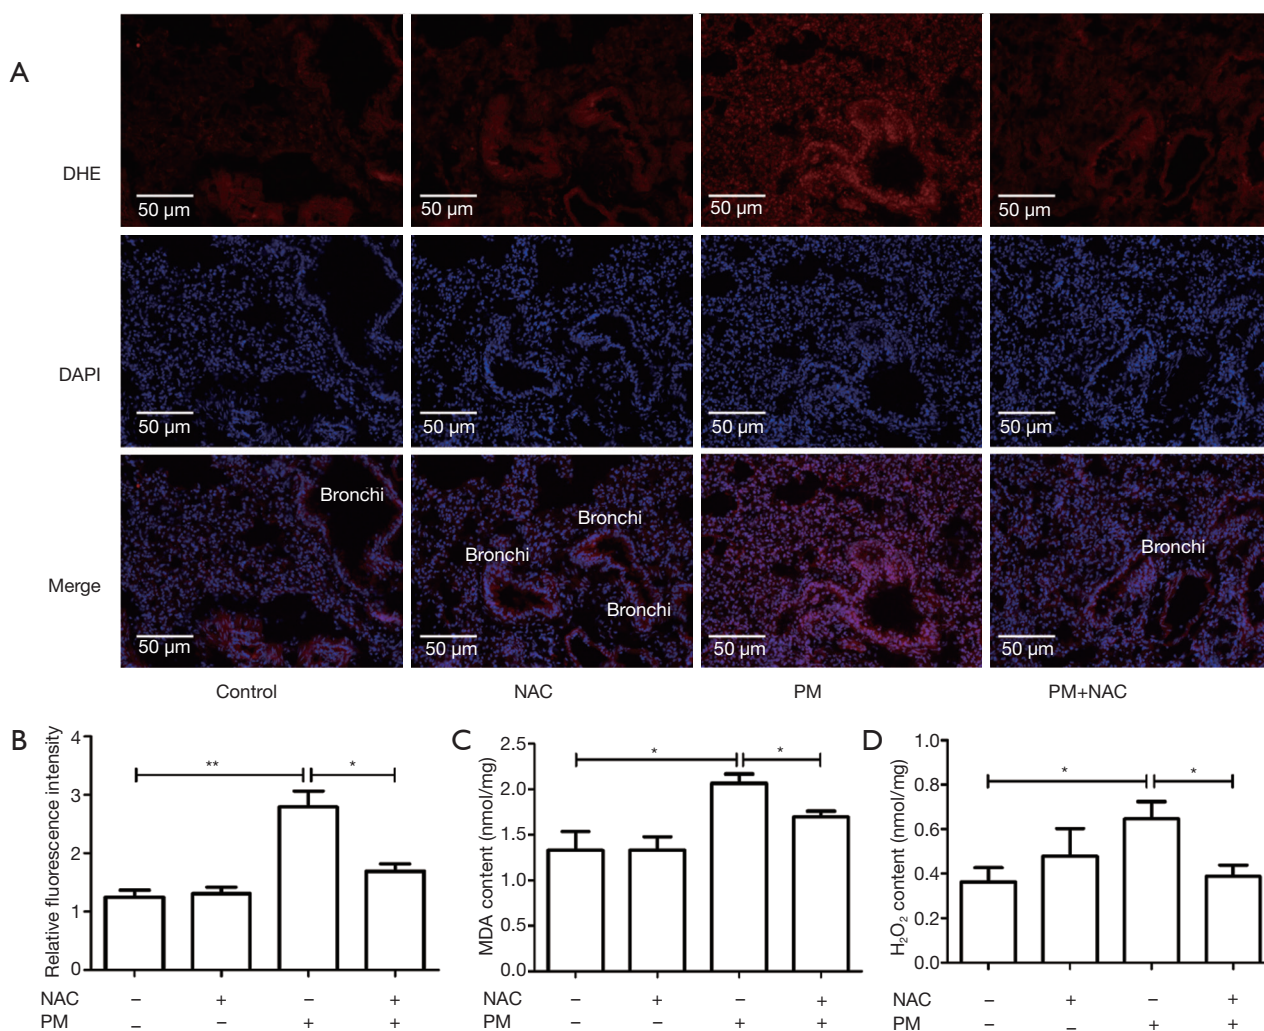 A
DHE
50 µm
50 µm
50 µm
50 µm
DAPI
50 µm
50 µm
50 µm
50 µm
Merge
Bronchi
Bronchi
Bronchi
Bronchi
Bronchi
50 µm
50 µm
50 µm
50 µm
Control
NAC
PM
PM+NAC
B
Relative fluorescence intensity
4
3
2
1
0
**
*
NAC – + – +
PM – – + +
C
MDA content (nmol/mg)
2.5
2.0
1.5
1.0
0.5
0.0
*
*
NAC – + – +
PM – – + +
D
H₂O₂ content (nmol/mg)
1.0
0.8
0.6
0.4
0.2
0.0
*
*
NAC – + – +
PM – – + +